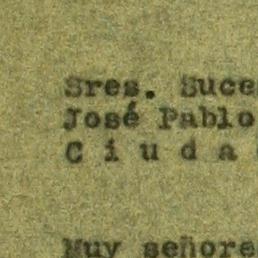 Sres. Suce
José Pablo
C i u d a
Muy señore